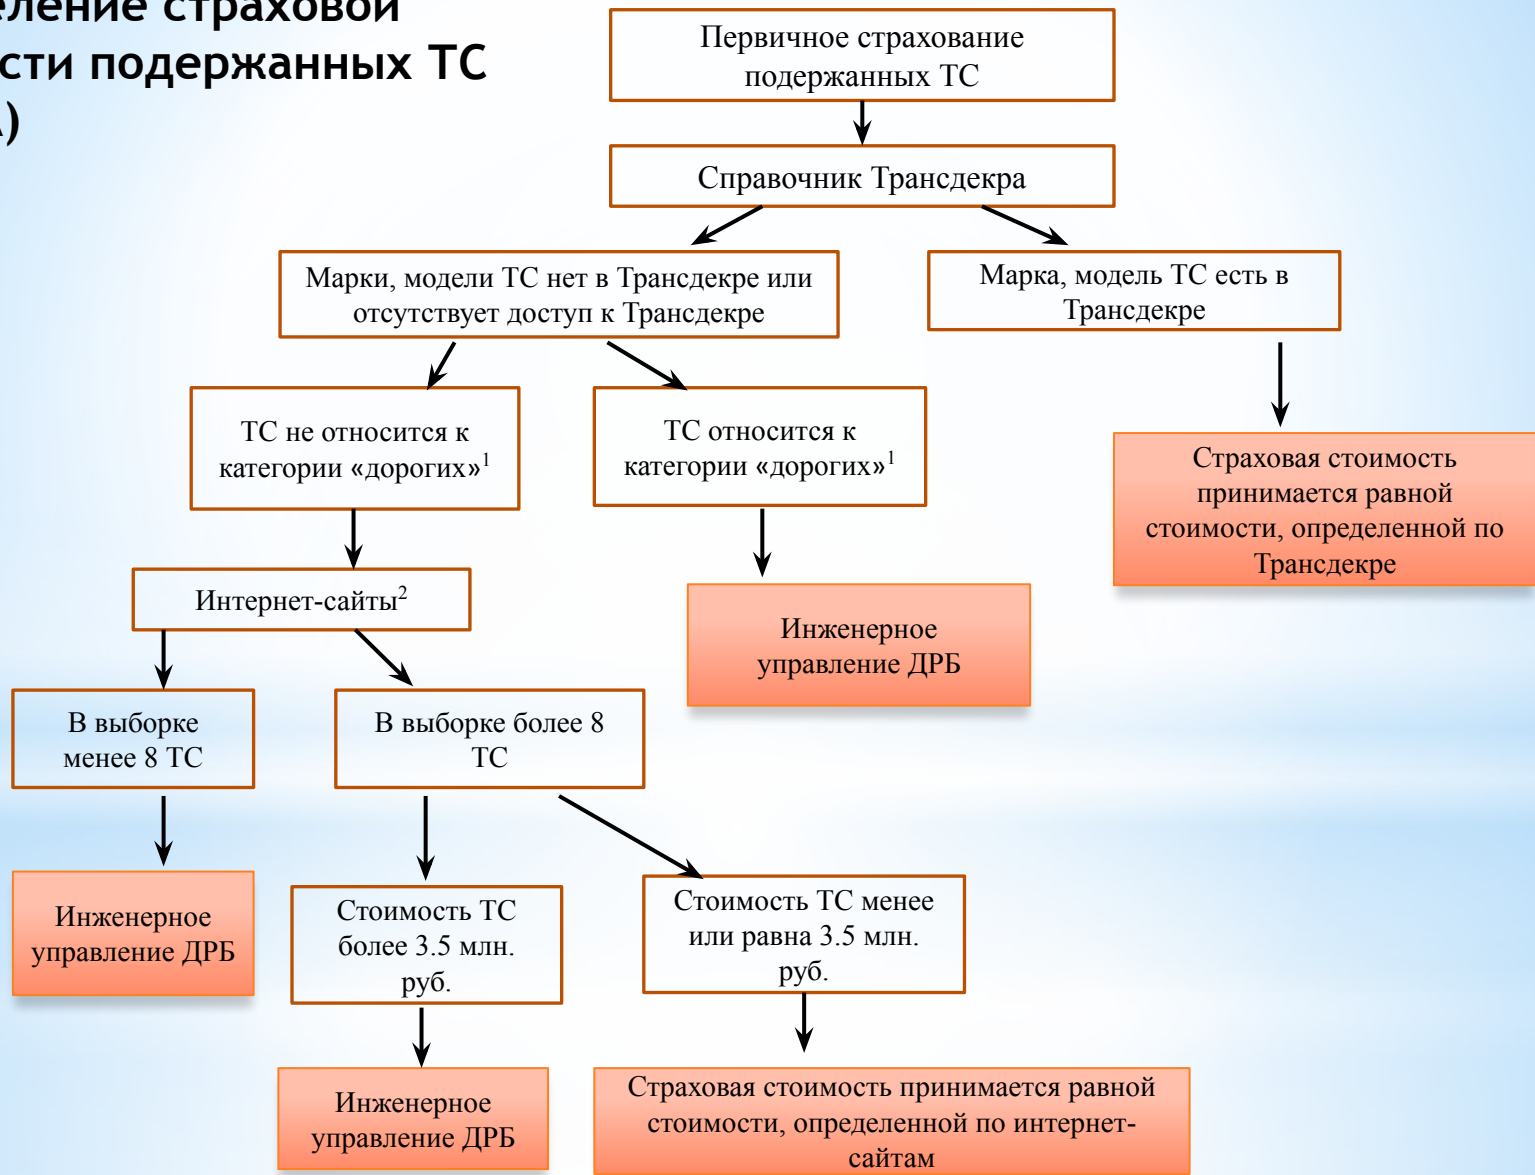 еление страховой
сти подержанных ТС
)
Первичное страхование
подержанных ТС
Справочник Трансдекра
Марки, модели ТС нет в Трансдекре или
отсутствует доступ к Трансдекре
Марка, модель ТС есть в
Трансдекре
ТС не относится к
категории «дорогих»1
ТС относится к
категории «дорогих»1
Страховая стоимость
принимается равной
стоимости, определенной по
Трансдекре
Интернет-сайты2
Инженерное
управление ДРБ
В выборке
менее 8 ТС
В выборке более 8
ТС
Инженерное
управление ДРБ
Стоимость ТС
более 3.5 млн.
руб.
Стоимость ТС менее
или равна 3.5 млн.
руб.
Инженерное
управление ДРБ
Страховая стоимость принимается равной
стоимости, определенной по интернет-
сайтам